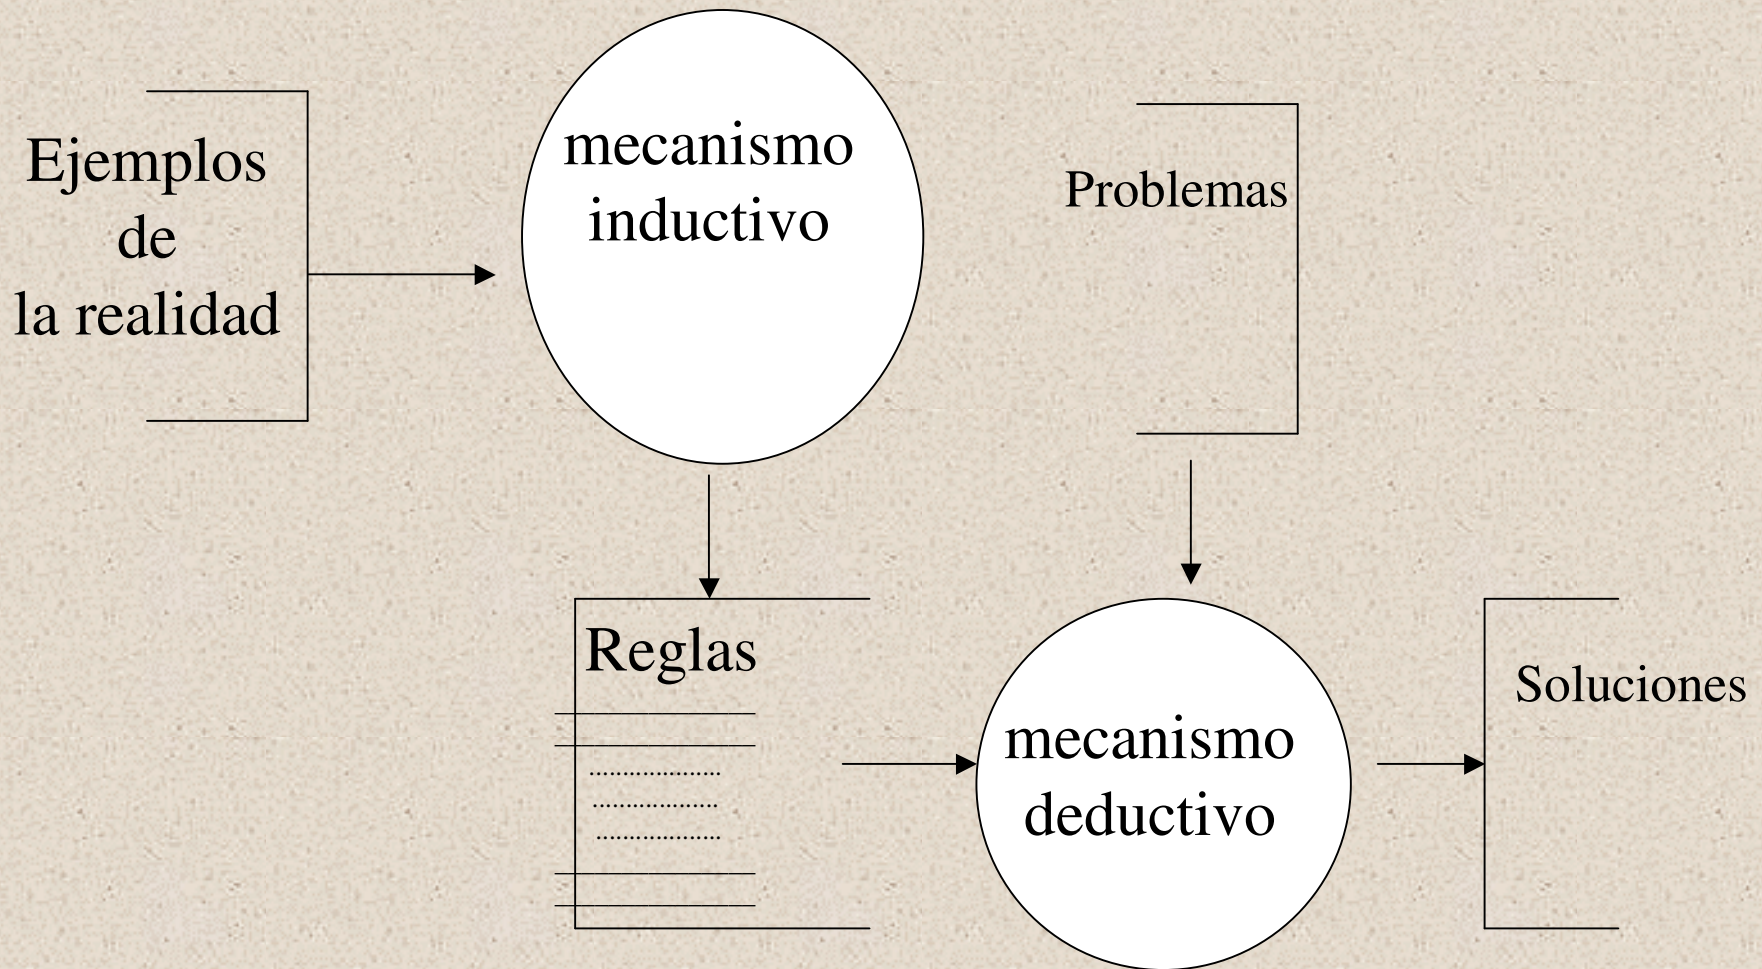 Ejemplos
de
la realidad
mecanismo
inductivo
Problemas
Reglas
mecanismo
deductivo
Soluciones